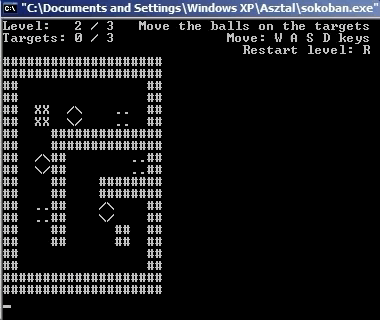 "C:\Documents and Settings\Windows XP\Asztal\sokoban.exe"
Level: 2 / 3 Move the balls on the targets
Targets: 0 / 3 Move: W A S D keys
Restart level: R